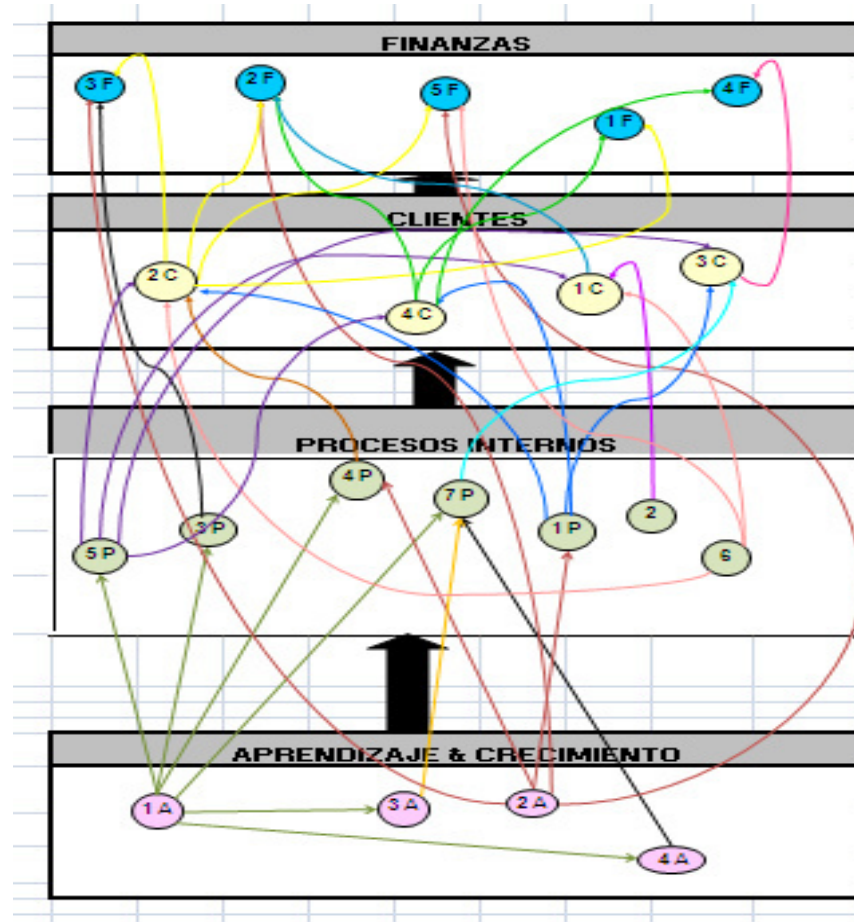 FINANZAS
3 F
2 F
5 F
4 F
1 F
CLIENTES
2 C
4 C
1 C
3 C
PROCESOS INTERNOS
4 P
7 P
5 P
3 P
1 P
2
6
APRENDIZAJE & CRECIMIENTO
1 A
3 A
2 A
4 A